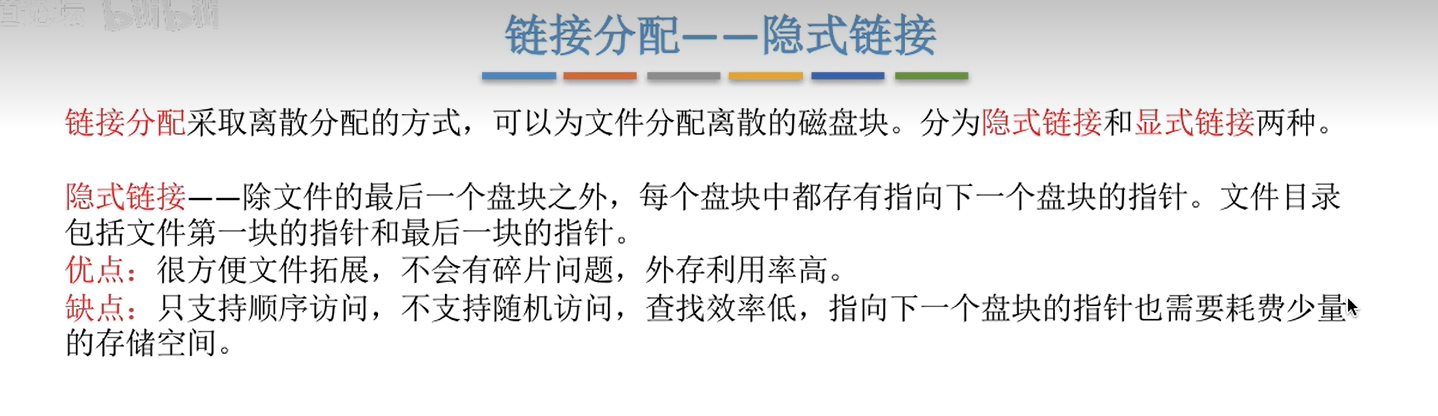 链接分配——隐式链接
链接分配采取离散分配的方式，可以为文件分配离散的磁盘块。分为隐式链接和显式链接两种。
隐式链接——除文件的最后一个盘块之外，每个盘块中都存有指向下一个盘块的指针。文件目录
包括文件第一块的指针和最后一块的指针。
优点：很方便文件拓展，不会有碎片问题，外存利用率高。
缺点：只支持顺序访问，不支持随机访问，查找效率低，指向下一个盘块的指针也需要耗费少量
的存储空间。